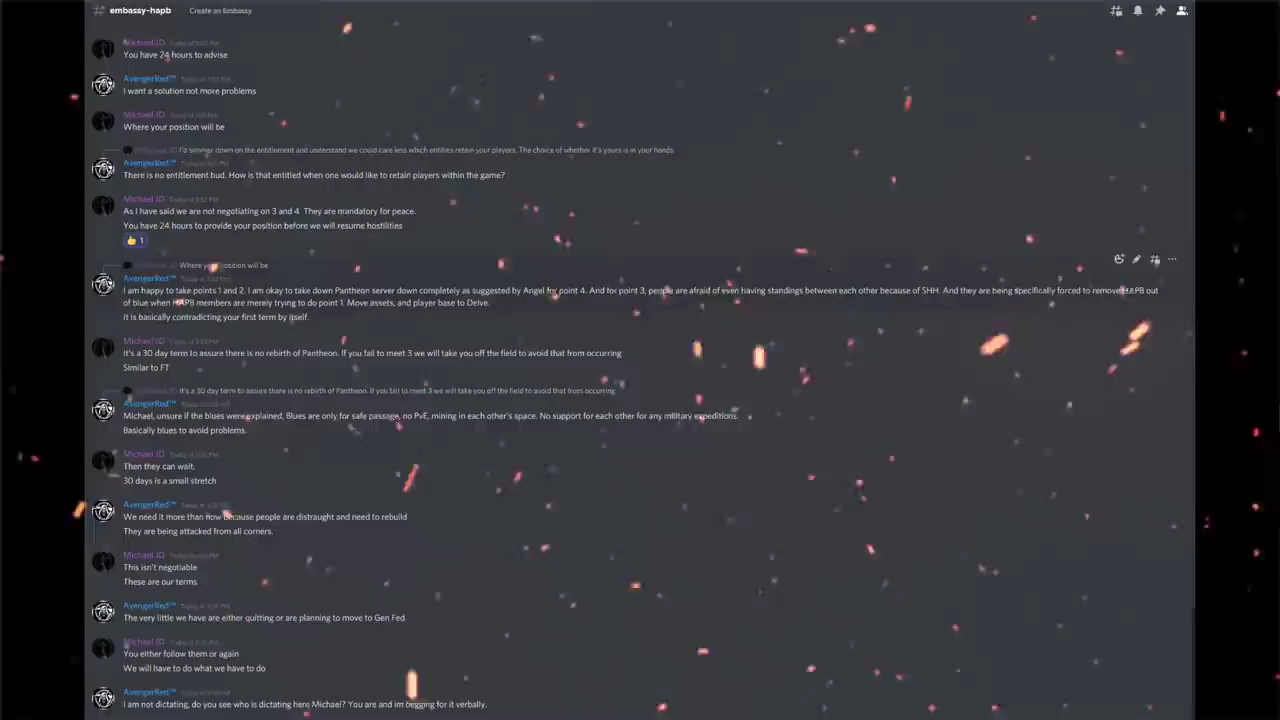 embassy-hapb Create an Embassy
Michael JD
You have 24 hours to advise
AvengerRed™
I want a solution not more problems
Michael JD
Where your position will be
I'd simmer down on the entitlement and understand we could care less which entities retain your players. The choice of whether it's yours is in your hands.
AvengerRed™
There is no entitlement bud. How is that entitled when one would like to retain players within the game?
Michael JD Today at 3:52 PM
As I have said we are not negotiating on 3 and 4 They are mandatory for peace.
You have 24 hours to provide your position before we will resume hostilities
1
Where your position will be
AvengerRed™
I am happy to take points 1 and 2. I am okay to take down Pantheon server down completely as suggested by Angel for point 4. And for point 3, people are afraid of even having standings between each other because of SHH. And they are being specifically forced to remove HAPB out
of blue when HAPB members are merely trying to do point 1. Move assets, and player base to Delve.
It is basically contradicting your first term by itself.
Michael JD Today at 3:53 PM
It's a 30 day term to assure there is no rebirth of Pantheon. If you fail to meet 3 we will take you off the field to avoid that from occurring
Similar to FT
It's a 30 day term to assure there is no rebirth of Pantheon. If you fail to meet 3 we will take you off the field to avoid that from occurring
AvengerRed™
Michael, unsure if the blues were explained, Blues are only for safe passage, no PvE, mining in each other's space. No support for each other for any military expeditions.
Basically blues to avoid problems.
Michael JD
Then they can wait.
30 days is a small stretch
AvengerRed™
We need it more than now because people are distraught and need to rebuild
They are being attacked from all corners.
Michael JD
This isn't negotiable
These are our terms
AvengerRed™
The very little we have are either quitting or are planning to move to Gen Fed.
Michael JD
You either follow them or again
We will have to do what we have to do
AvengerRed™
I am not dictating, do you see who is dictating here Michael? You are and im begging for it verbally.